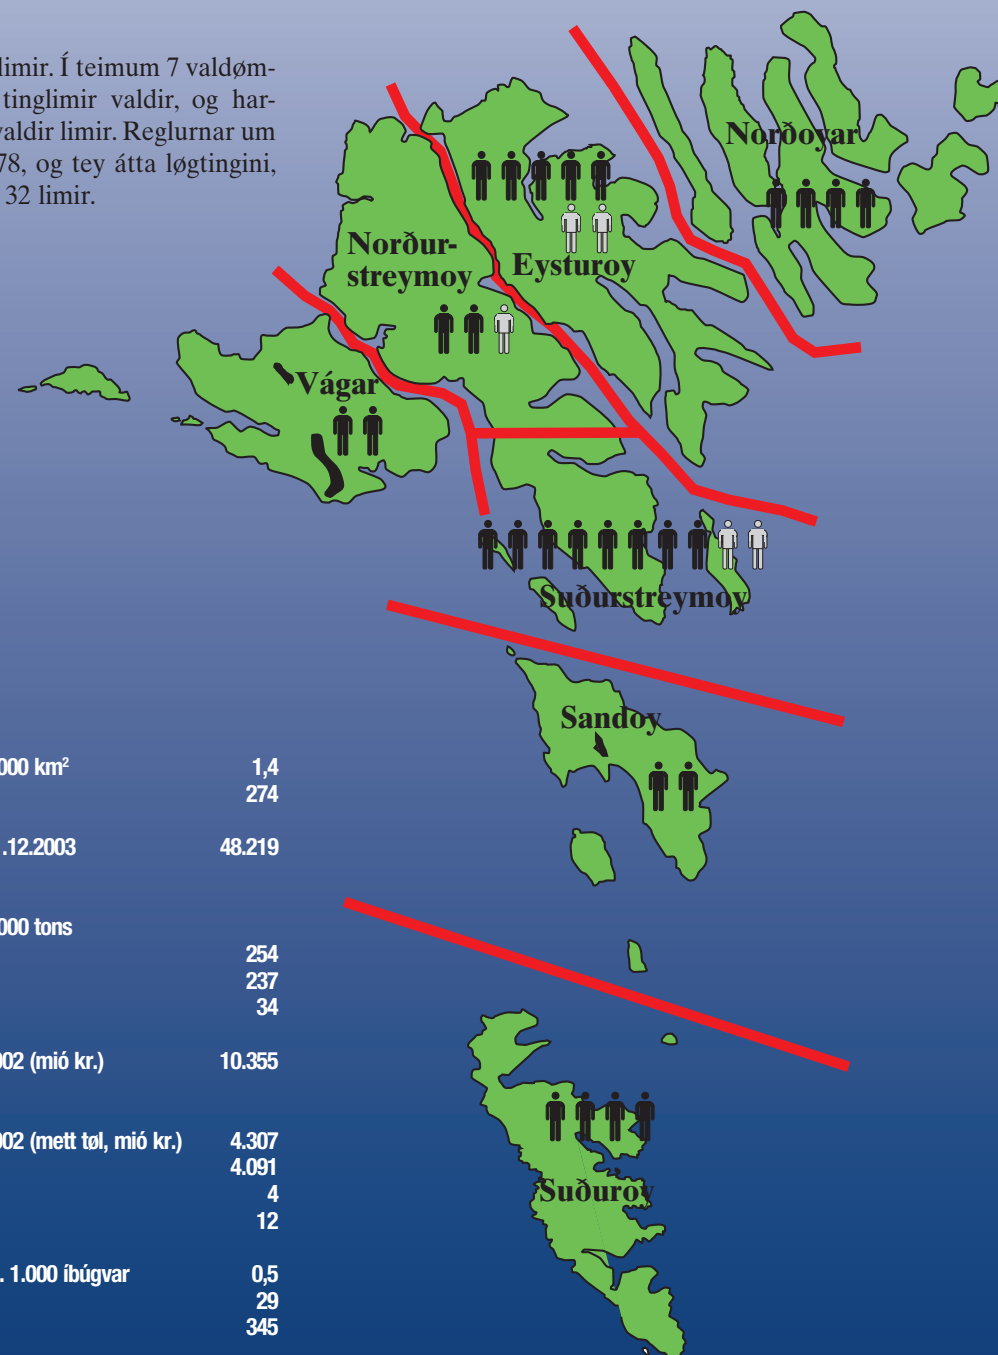 limir. Í teimum 7 valdøm-
tinglimir valdir, og har-
valdir limir. Reglurnar um
78, og tey átta løgtingini,
32 limir.
Norðoyar
Eysturoy
Norður-
streymoy
Vágar
Suðurstreymoy
Sandoy
Suðuroy
000 km² 1,4
274
.12.2003 48.219
000 tons
254
237
34
002 (mió kr.) 10.355
002 (mett tøl, mió kr.) 4.307
4.091
4
12
. 1.000 íbúgvar 0,5
29
345